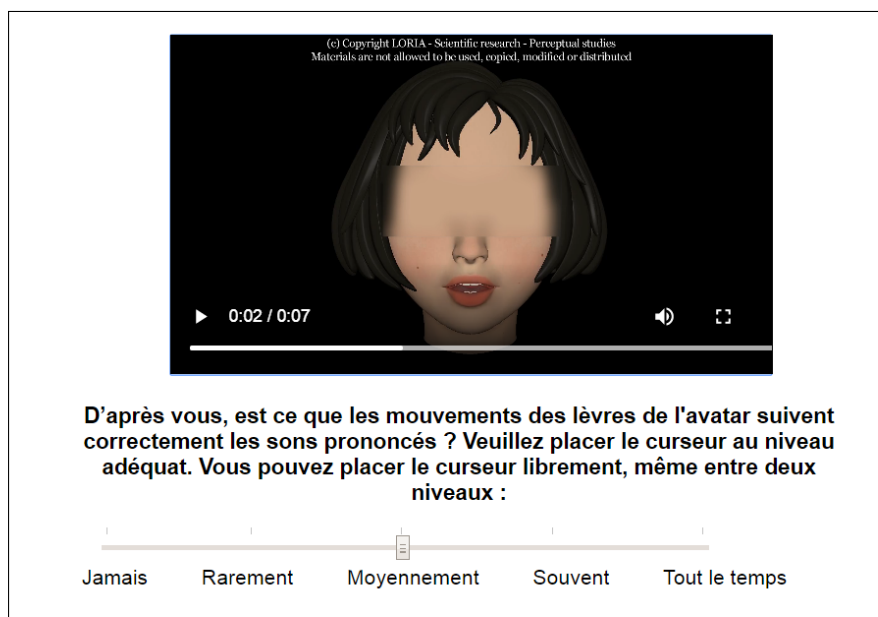 (c) Copyright LORIA - Scientific research - Perceptual studies
Materials are not allowed to be used, copied, modified or distributed
0:02 / 0:07
D’après vous, est ce que les mouvements des lèvres de l'avatar suivent
correctement les sons prononcés ? Veuillez placer le curseur au niveau
adéquat. Vous pouvez placer le curseur librement, même entre deux
niveaux :
Jamais Rarement Moyennement Souvent Tout le temps